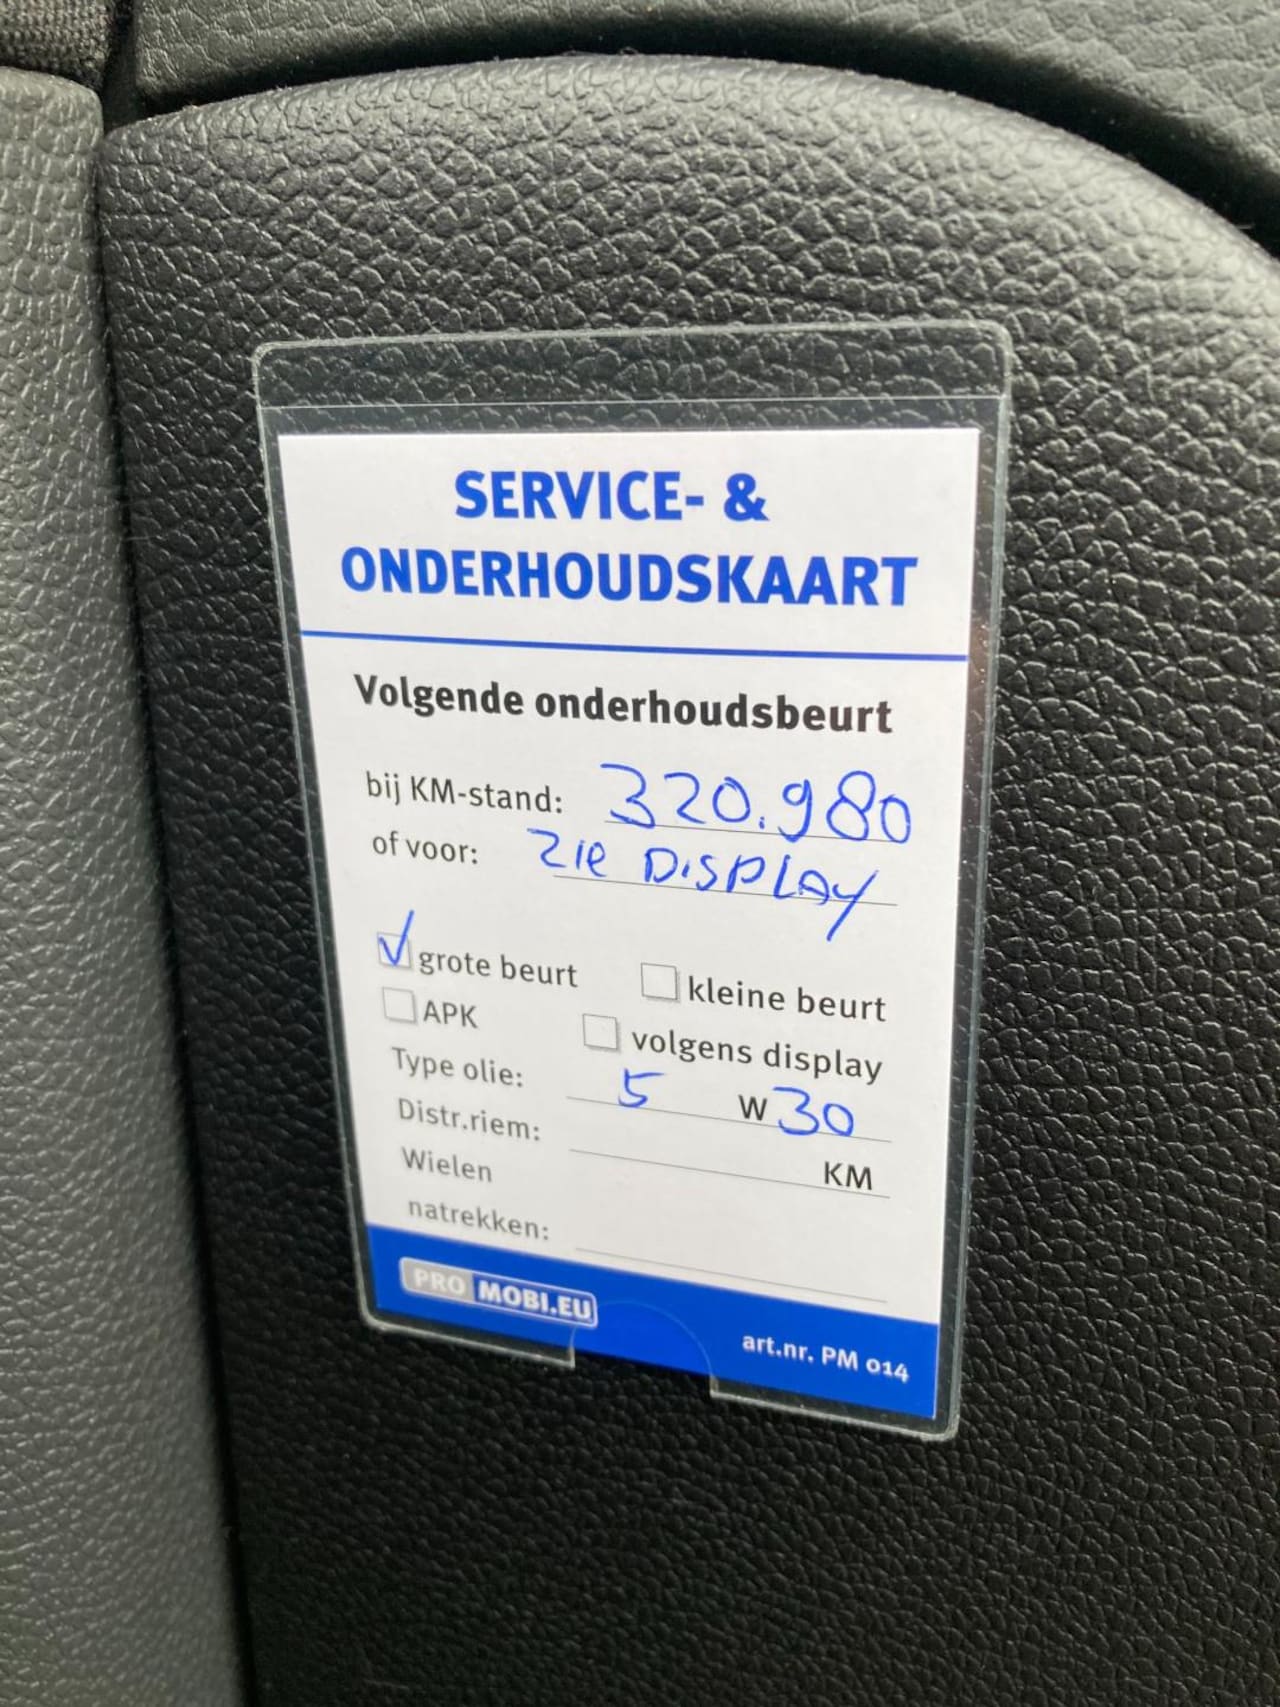 SERVICE- &
ONDERHOUDSKAART
Volgende onderhoudsbeurt
bij KM-stand: 320.980
of voor: Zie DiSPLAY
grote beurt kleine beurt
APK volgens display
Type olie: 5 W 30
Distr.riem: KM
Wielen
natrekken:
PRO MOBI.EU
art.nr. PM 014